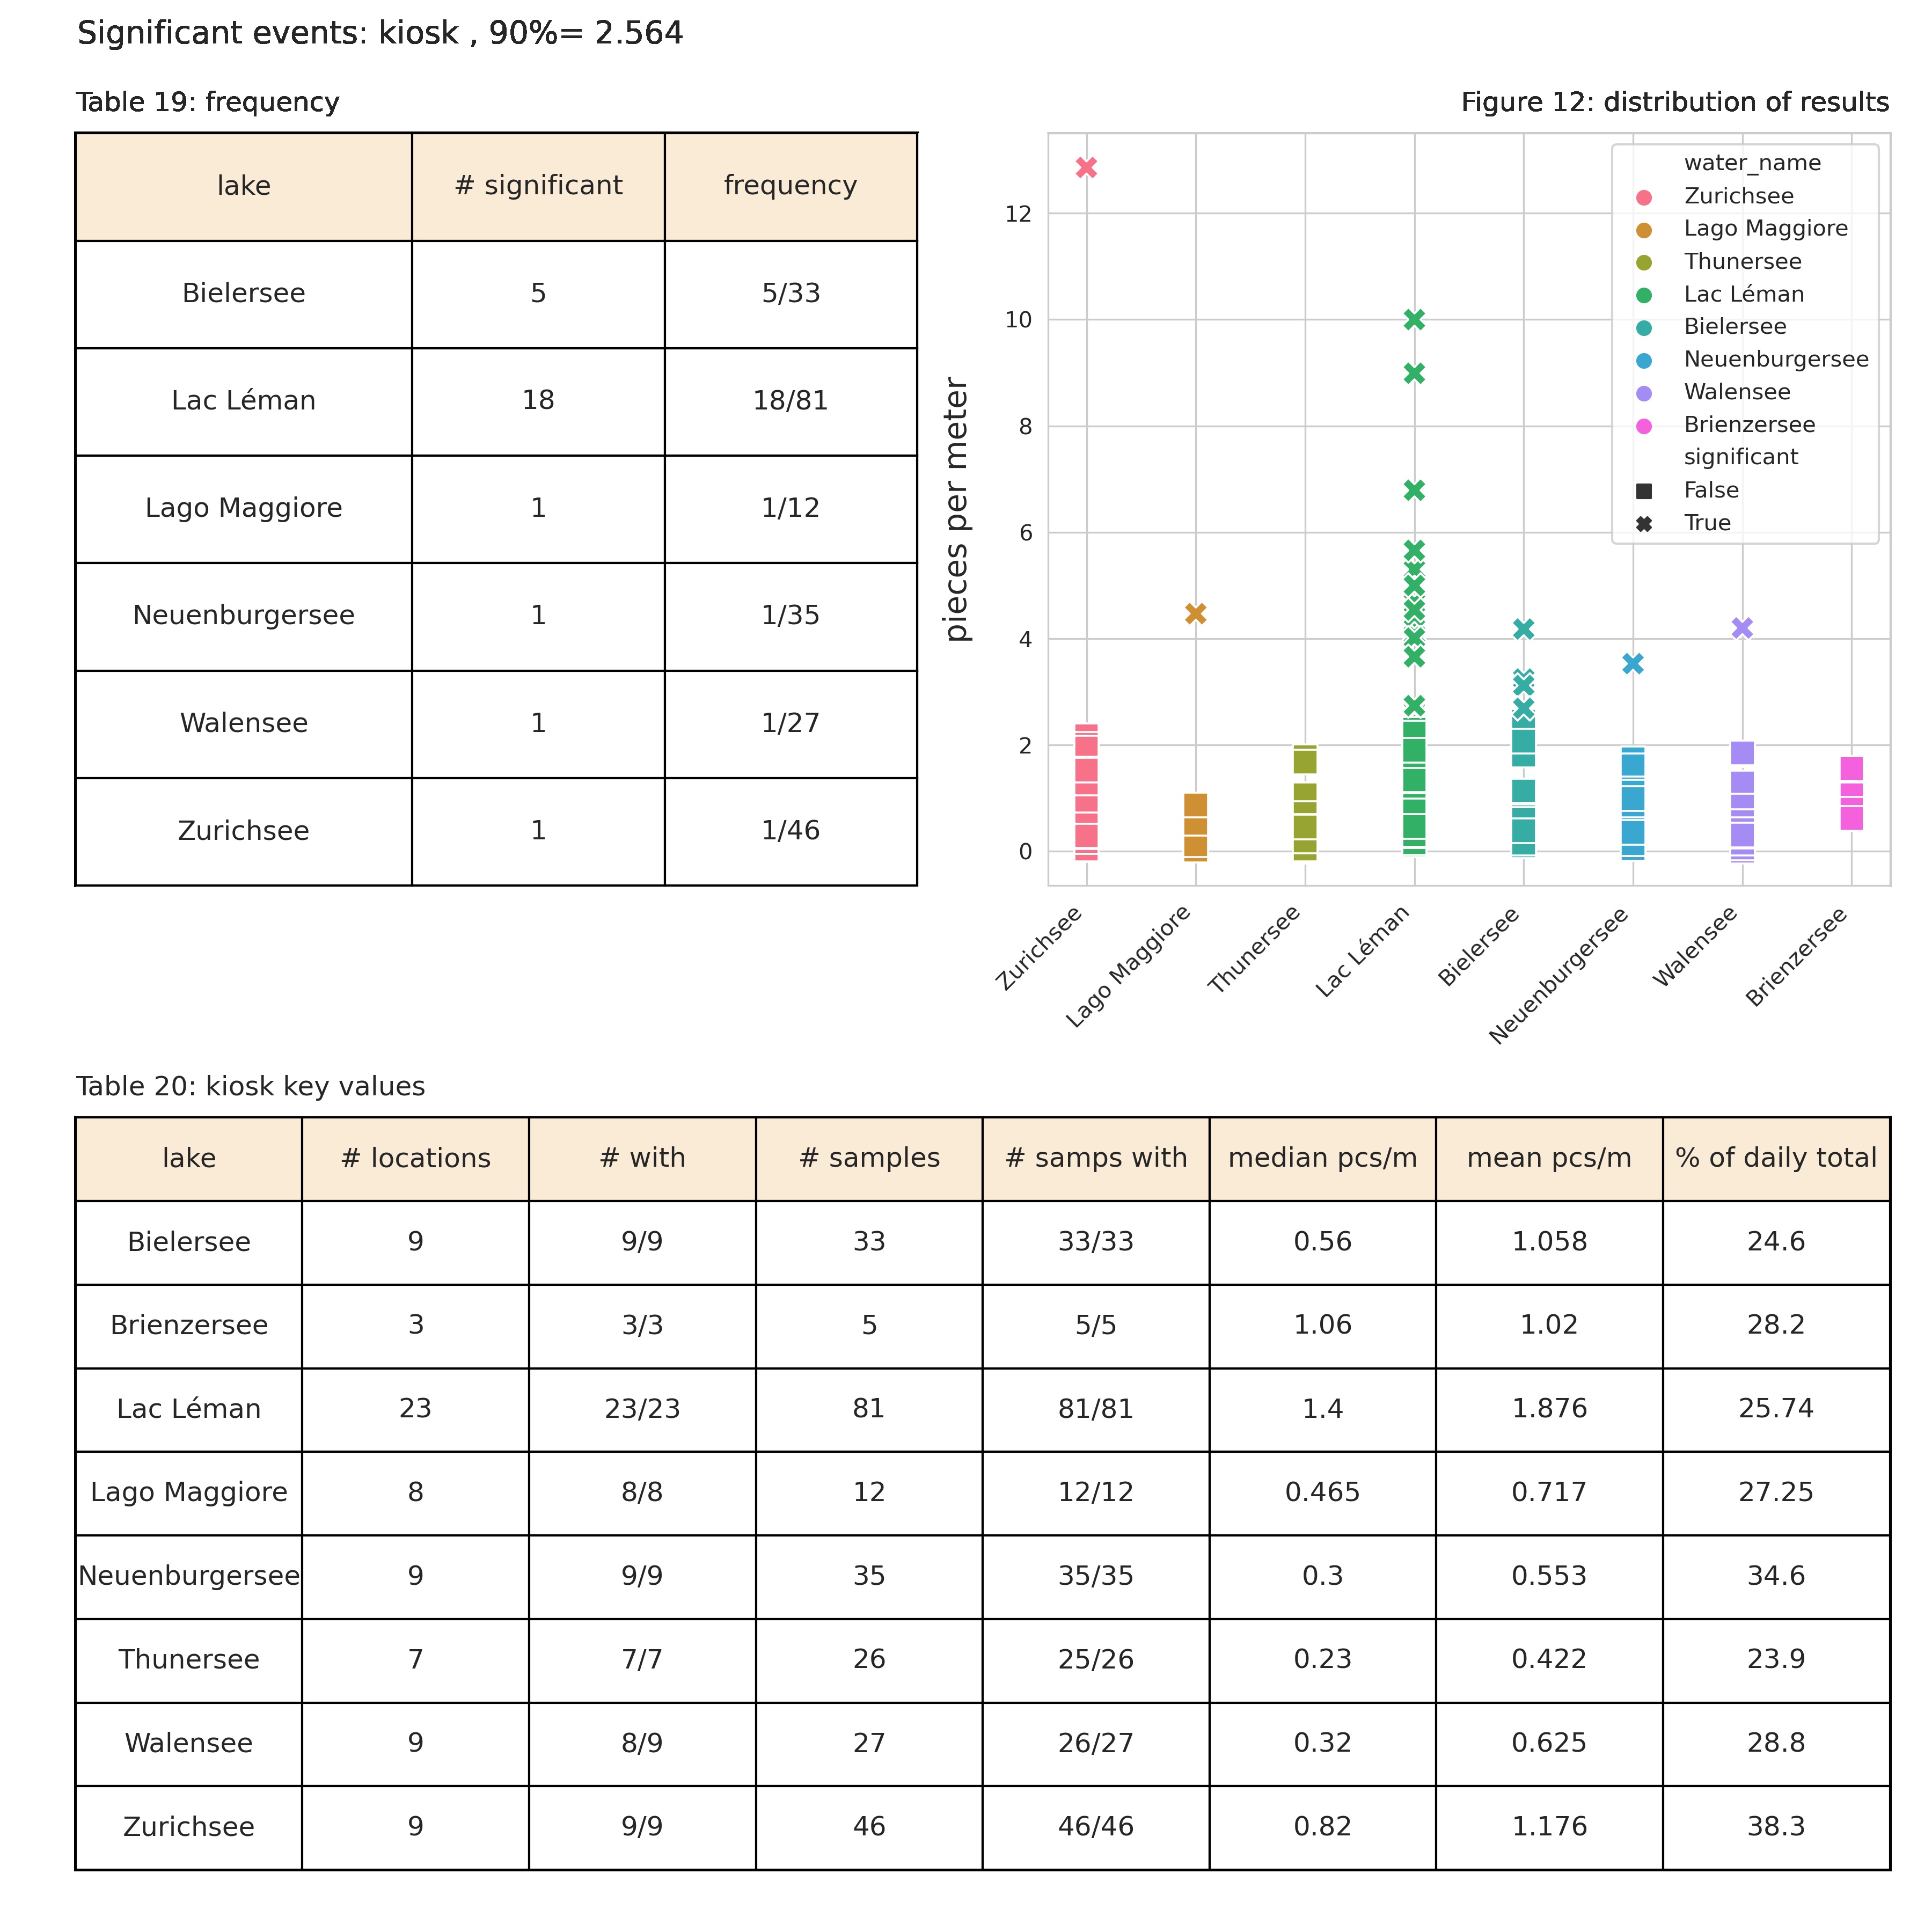 Significant events: kiosk , 90%= 2.564
Table 19: frequency
lake # significant frequency
Bielersee 5 5/33
Lac Léman 18 18/81
Lago Maggiore 1 1/12
Neuenburgersee 1 1/35
Walensee 1 1/27
Zurichsee 1 1/46
Figure 12: distribution of results
pieces per meter
12
10
8
6
4
2
0
water_name
Zurichsee
Lago Maggiore
Thunersee
Lac Léman
Bielersee
Neuenburgersee
Walensee
Brienzersee
significant
False
True
Zurichsee
Lago Maggiore
Thunersee
Lac Léman
Bielersee
Neuenburgersee
Walensee
Brienzersee
Table 20: kiosk key values
lake # locations # with # samples # samps with median pcs/m mean pcs/m % of daily total
Bielersee 9 9/9 33 33/33 0.56 1.058 24.6
Brienzersee 3 3/3 5 5/5 1.06 1.02 28.2
Lac Léman 23 23/23 81 81/81 1.4 1.876 25.74
Lago Maggiore 8 8/8 12 12/12 0.465 0.717 27.25
Neuenburgersee 9 9/9 35 35/35 0.3 0.553 34.6
Thunersee 7 7/7 26 25/26 0.23 0.422 23.9
Walensee 9 8/9 27 26/27 0.32 0.625 28.8
Zurichsee 9 9/9 46 46/46 0.82 1.176 38.3